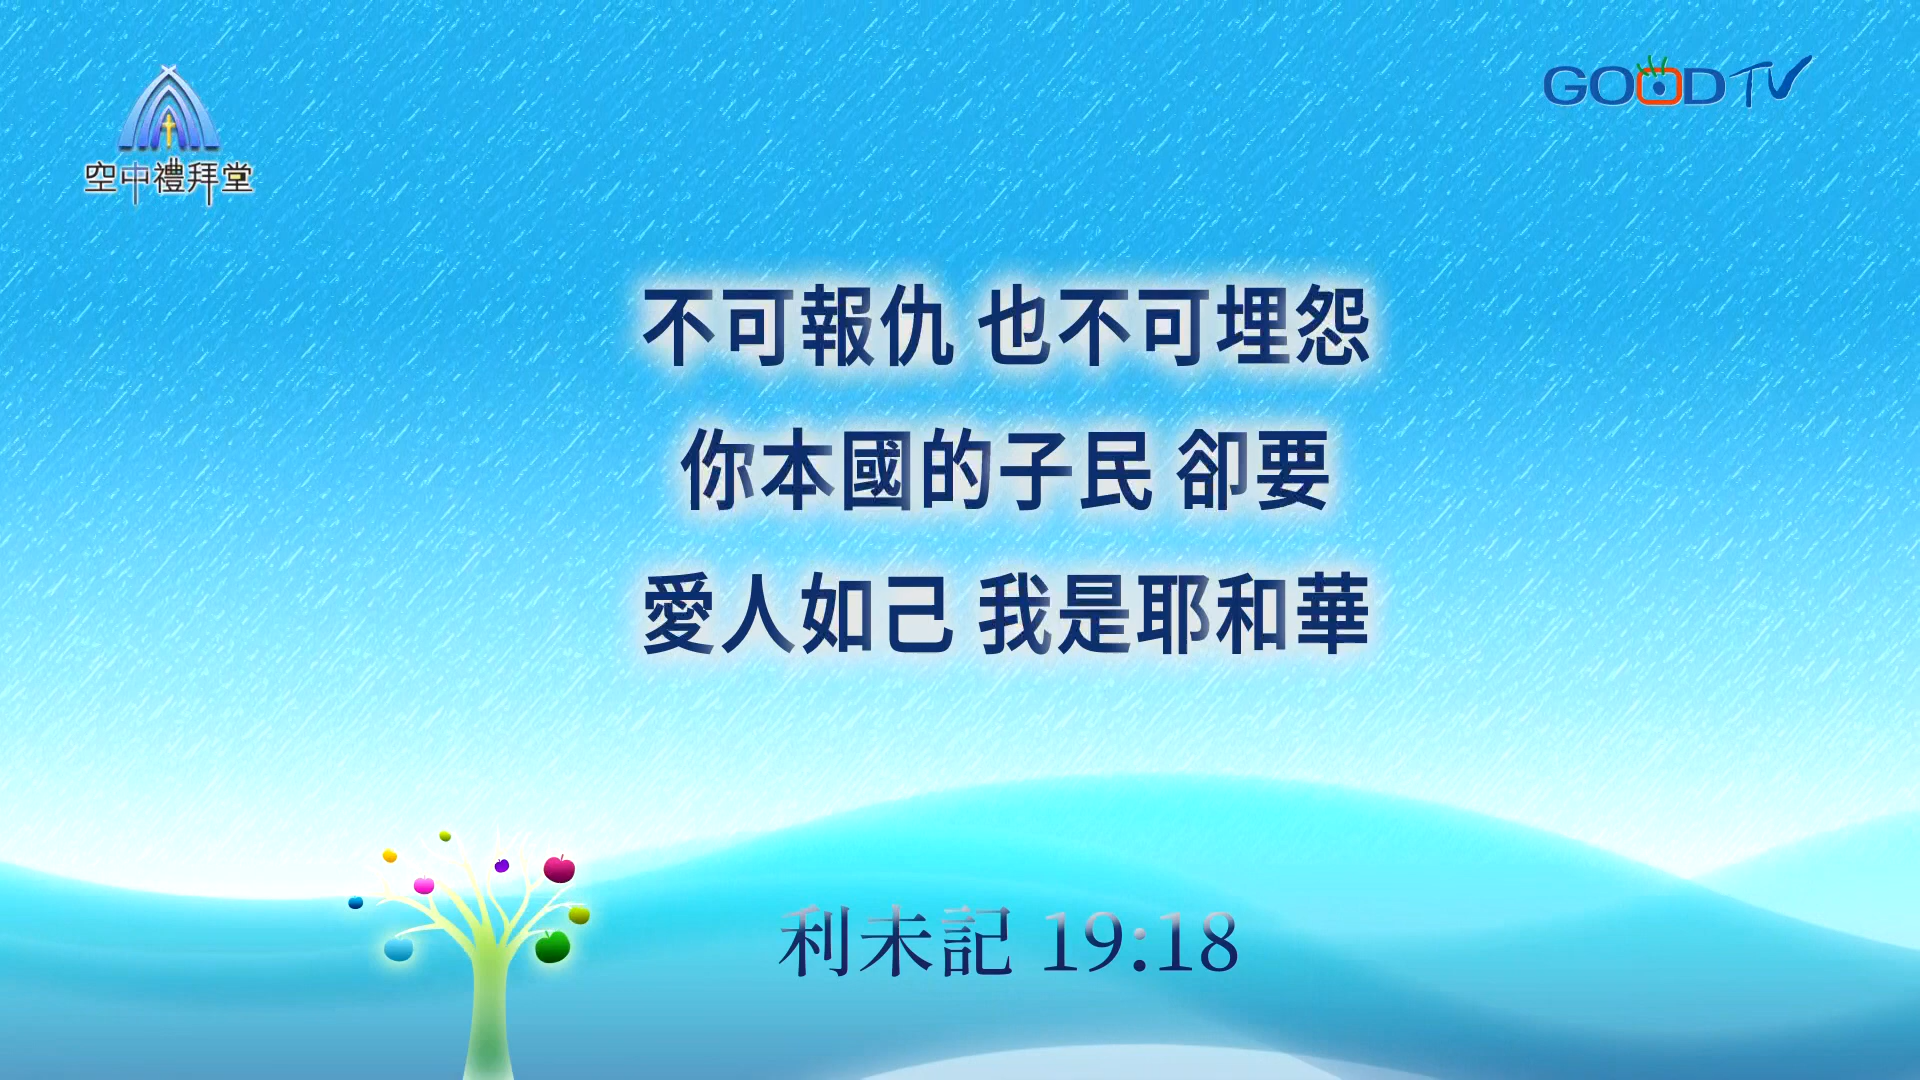 空中禮拜堂
GOODTV
不可報仇 也不可埋怨
你本國的子民 卻要
愛人如己 我是耶和華
利未記 19:18